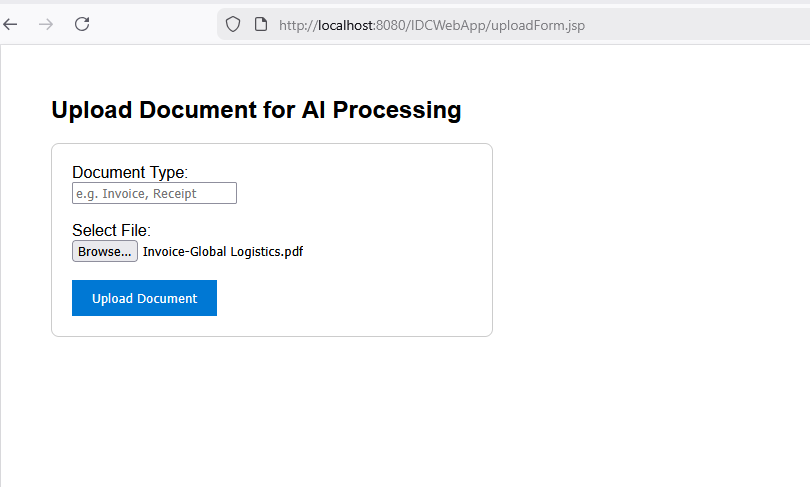 http://localhost:8080/IDCWebApp/uploadForm.jsp
Upload Document for AI Processing
Document Type:
e.g. Invoice, Receipt
Select File:
Browse... Invoice-Global Logistics.pdf
Upload Document